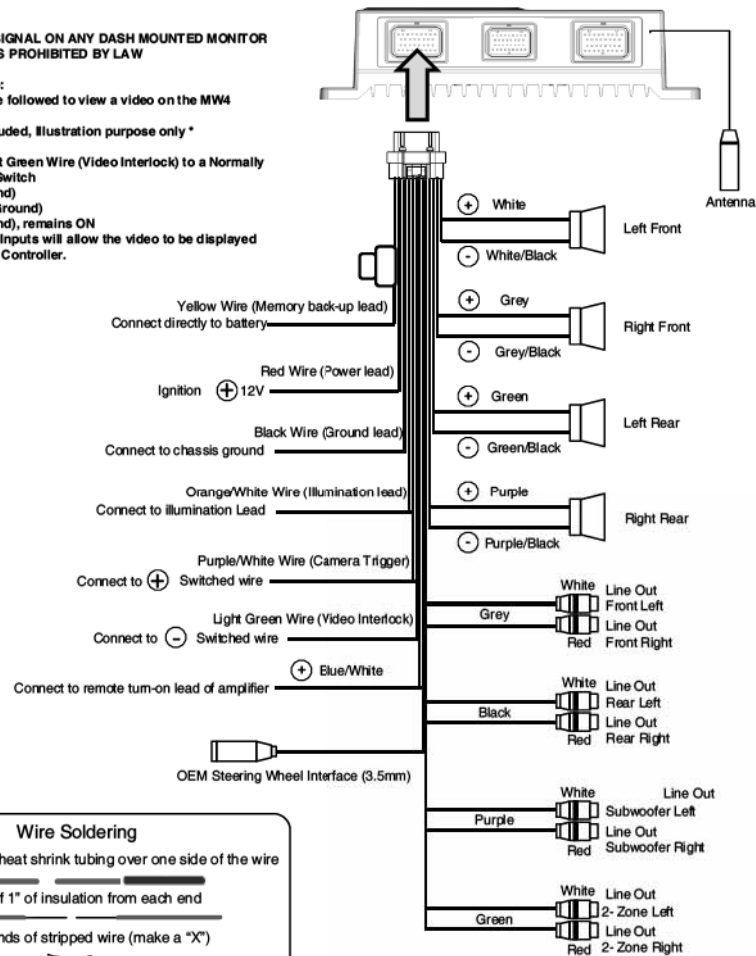 SIGNAL ON ANY DASH MOUNTED MONITOR
S PROHIBITED BY LAW
:
e followed to view a video on the MW4
uded, Illustration purpose only *
t Green Wire (Video Interlock) to a Normally
Switch
nd)
Ground)
nd), remains ON
Inputs will allow the video to be displayed
Controller.
Antenna
+ White
Left Front
- White/Black
+ Grey
Right Front
- Grey/Black
+ Green
Left Rear
- Green/Black
+ Purple
Right Rear
- Purple/Black
Yellow Wire (Memory back-up lead)
Connect directly to battery
Red Wire (Power lead)
Ignition + 12V
Black Wire (Ground lead)
Connect to chassis ground
Orange/White Wire (Illumination lead)
Connect to illumination Lead
Purple/White Wire (Camera Trigger)
Connect to + Switched wire
Light Green Wire (Video Interlock)
Connect to - Switched wire
+ Blue/White
Connect to remote turn-on lead of amplifier
OEM Steering Wheel Interface (3.5mm)
Grey
White Line Out
Front Left
Line Out
Red Front Right
Black
White Line Out
Rear Left
Line Out
Red Rear Right
Purple
White Line Out
Subwoofer Left
Line Out
Red Subwoofer Right
Green
White Line Out
2- Zone Left
Line Out
Red 2- Zone Right
Wire Soldering
heat shrink tubing over one side of the wire
f 1" of insulation from each end
nds of stripped wire (make a "X")